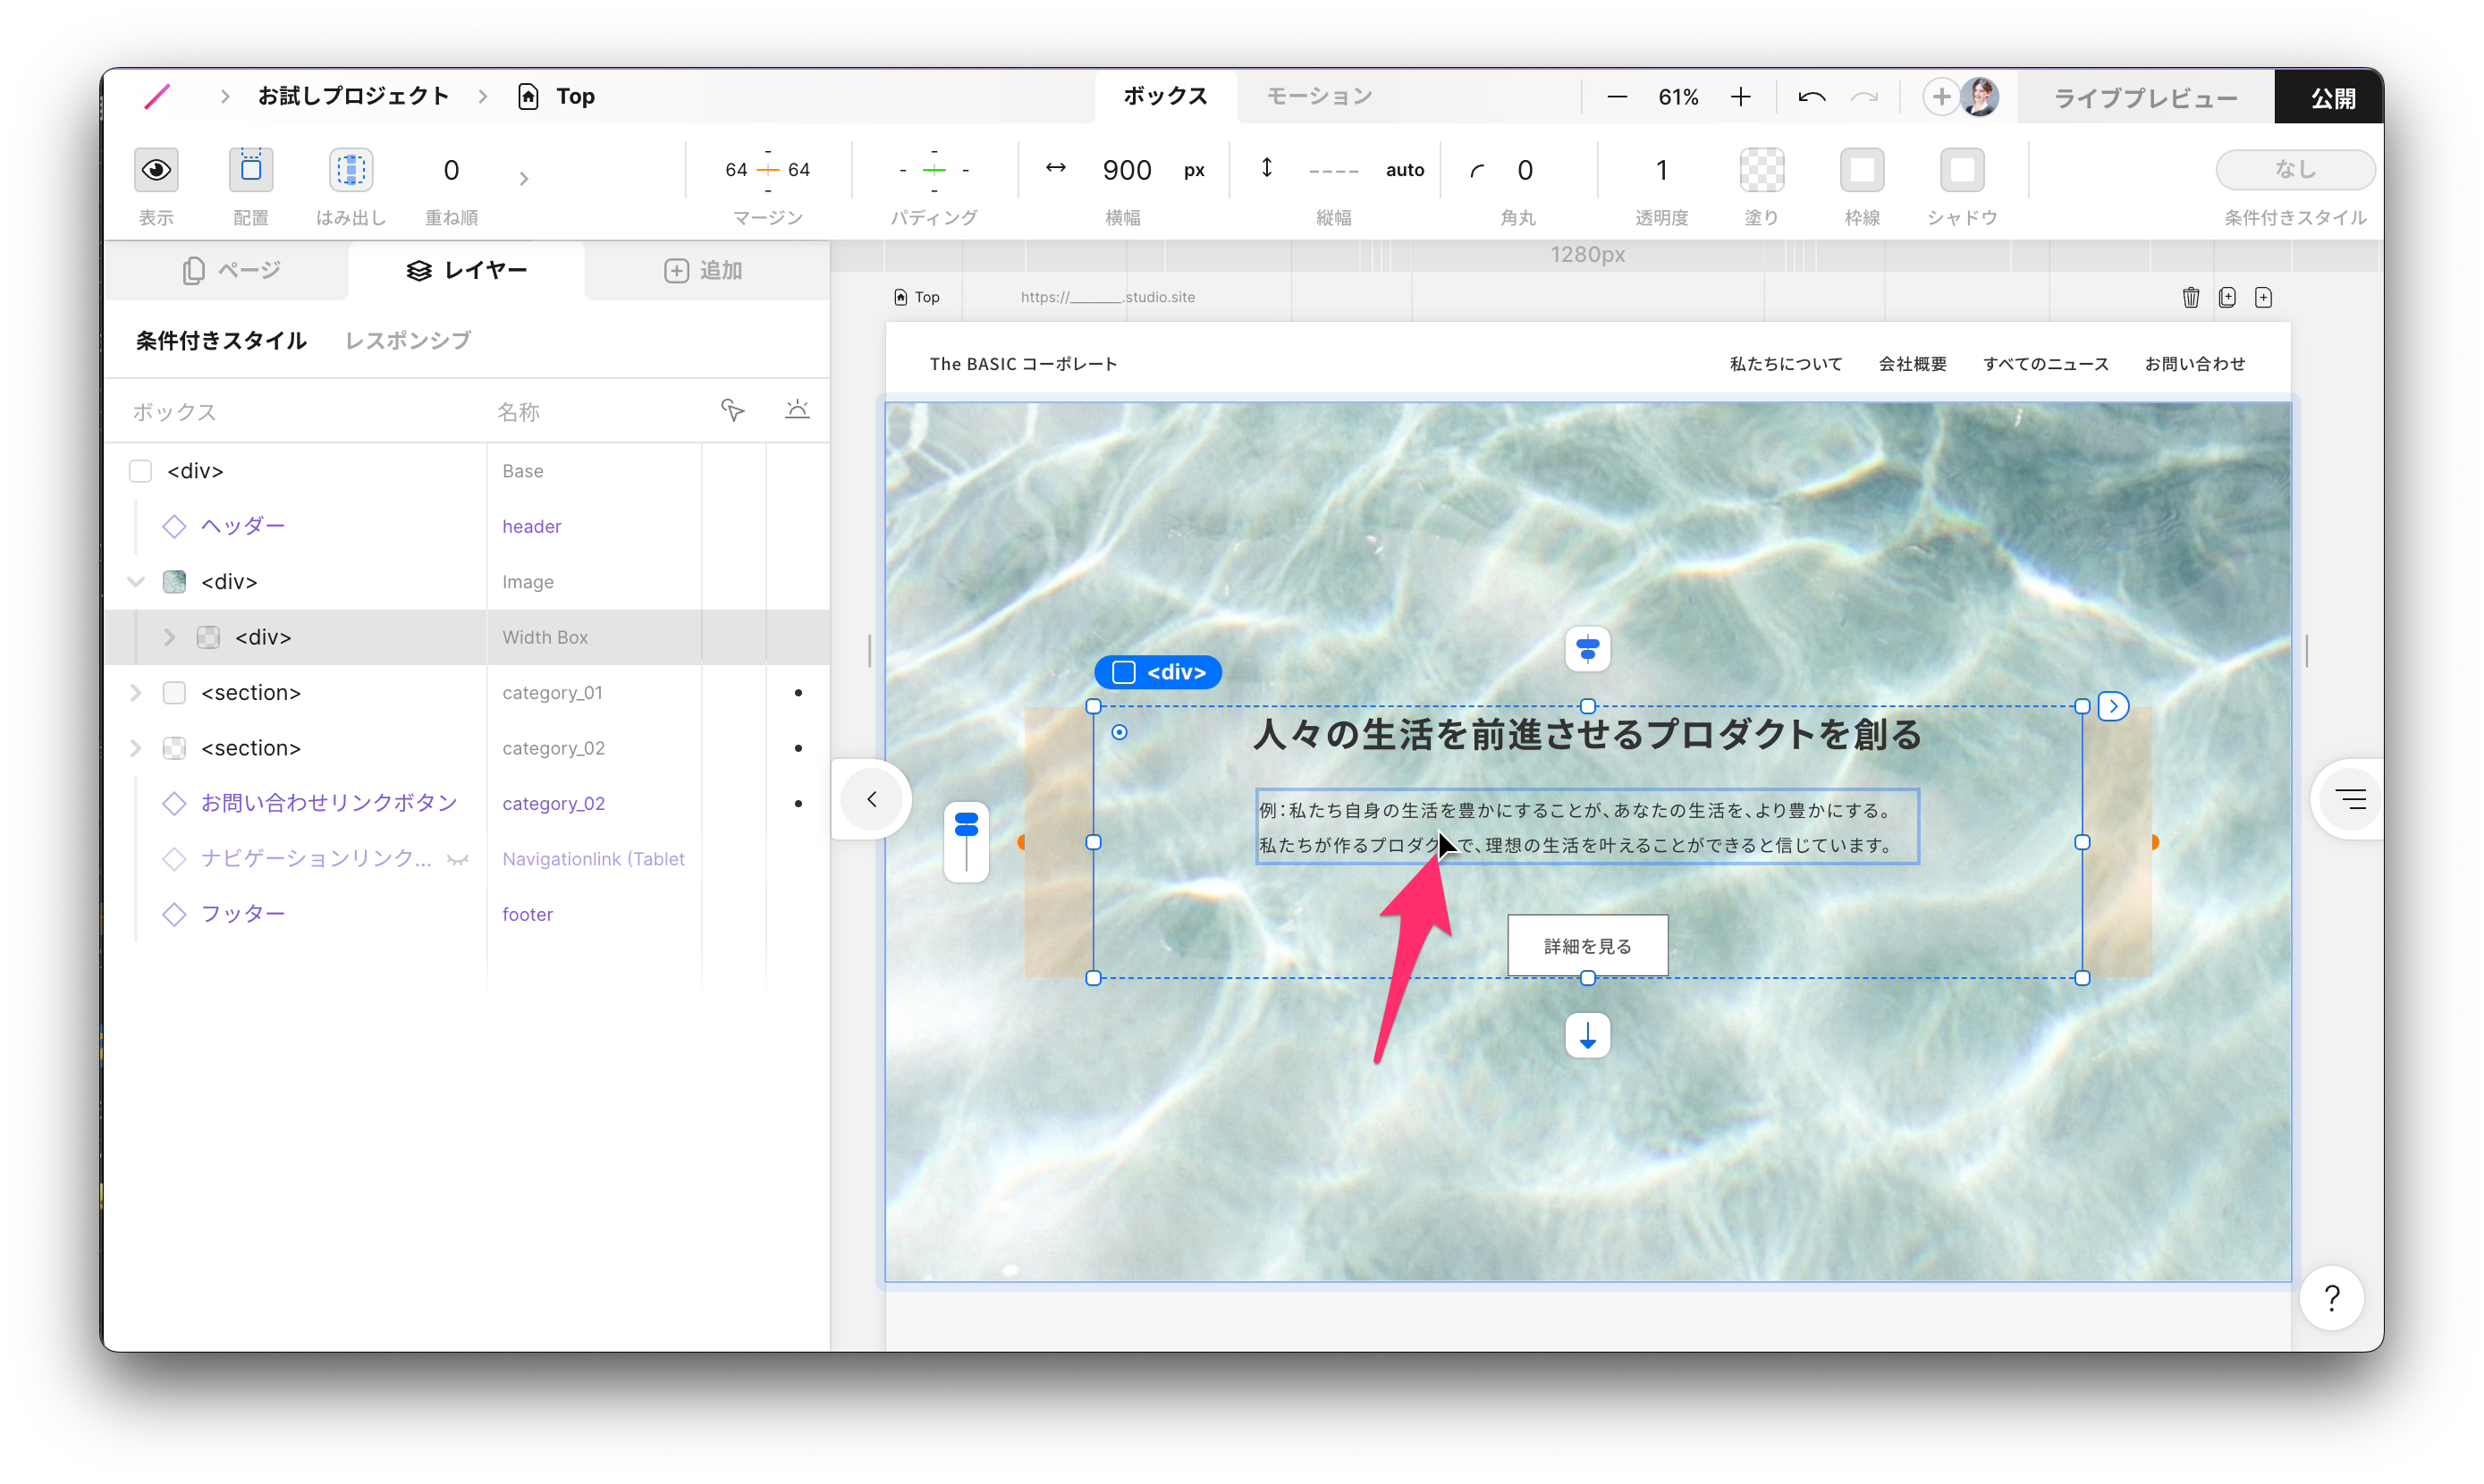 お試しプロジェクト
Top
ボックス
モーション
61%
ライブプレビュー
公開
表示
配置
はみ出し
0
重ね順
64
64
マージン
パディング
900
px
横幅
----
auto
縦幅
0
角丸
1
透明度
塗り
枠線
シャドウ
なし
条件付きスタイル
ページ
レイヤー
追加
条件付きスタイル
レスポンシブ
ボックス
名称
<div>
Base
ヘッダー
header
<div>
Image
<div>
Width Box
<section>
category_01
<section>
category_02
お問い合わせリンクボタン
category_02
ナビゲーションリンク...
Navigationlink (Tablet
フッター
footer
1280px
Top
https://________.studio.site
The BASIC コーポレート
私たちについて
会社概要
すべてのニュース
お問い合わせ
<div>
人々の生活を前進させるプロダクトを創る
例：私たち自身の生活を豊かにすることが、あなたの生活を、より豊かにする。
私たちが作るプロダクトで、理想の生活を叶えることができると信じています。
詳細を見る
?